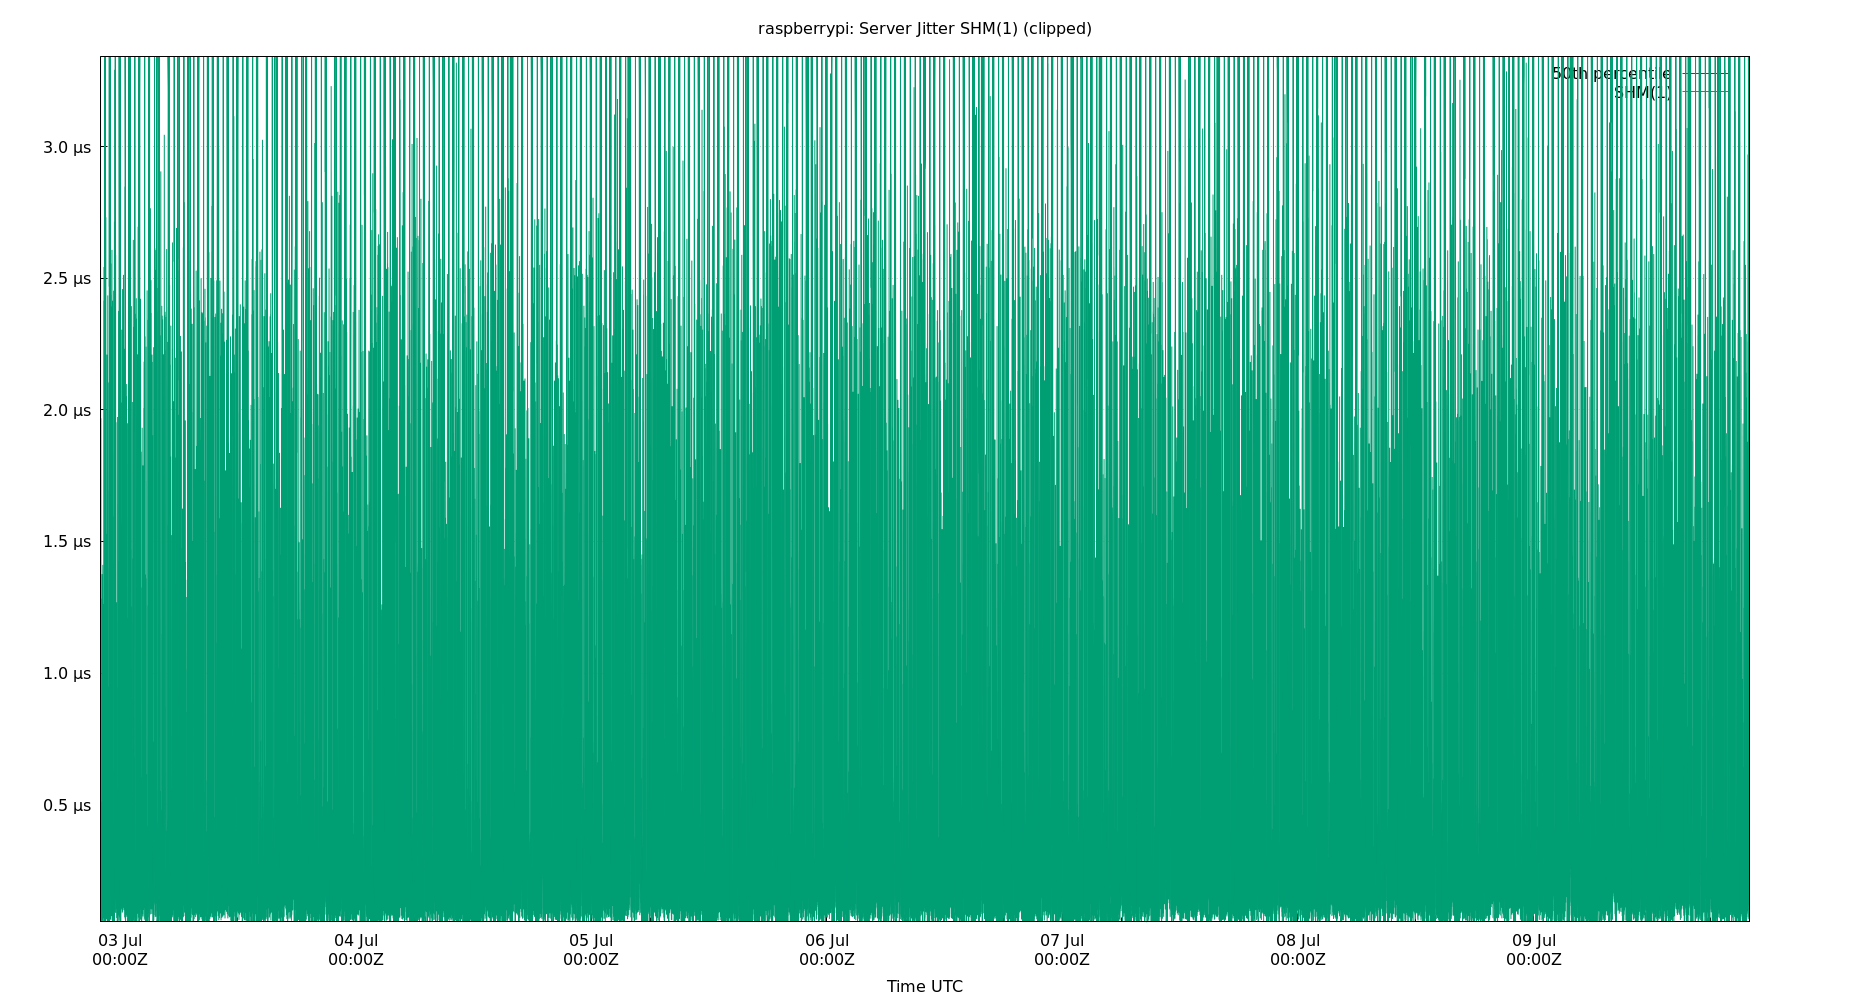 raspberrypi: Server Jitter SHM(1) (clipped)
50th percentile
SHM(1)
3.0 µs
2.5 µs
2.0 µs
1.5 µs
1.0 µs
0.5 µs
03 Jul 04 Jul 05 Jul 06 Jul 07 Jul 08 Jul 09 Jul
00:00Z 00:00Z 00:00Z 00:00Z 00:00Z 00:00Z 00:00Z
Time UTC